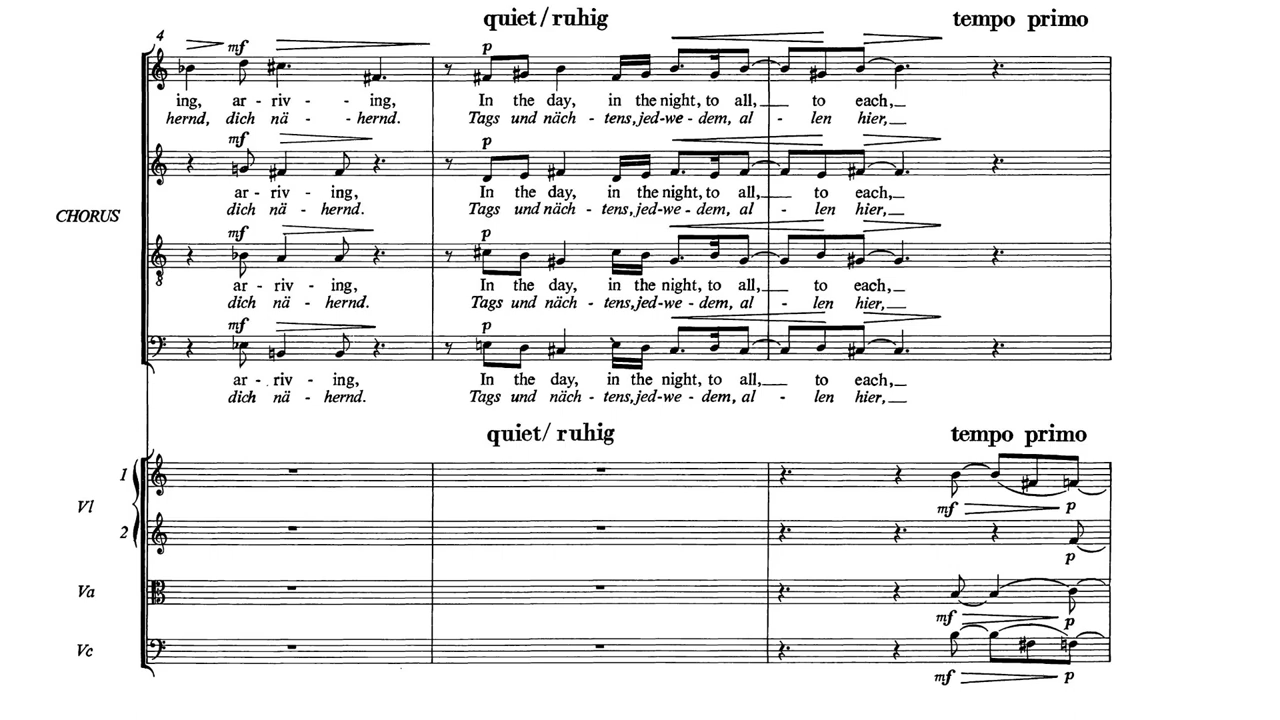 quiet/ruhig tempo primo
4
mf p
ing, ar - riv - - ing, In the day, in the night, to all, to each,
hernd, dich nä - - hernd. Tags und näch - tens, jed-we - dem, al - len hier,
mf p
ar - riv - ing, In the day, in the night, to all, to each,
dich nä - hernd. Tags und näch - tens, jed-we - dem, al - len hier,
CHORUS
mf p
8
ar - riv - ing, In the day, in the night, to all, to each,
dich nä - hernd. Tags und näch - tens, jed-we - dem, al - len hier,
mf p
ar - riv - ing, In the day, in the night, to all, to each,
dich nä - hernd. Tags und näch - tens, jed-we - dem, al - len hier,
quiet/ ruhig tempo primo
1
Vl
mf p
2
p
Va
mf p
Vc
mf p